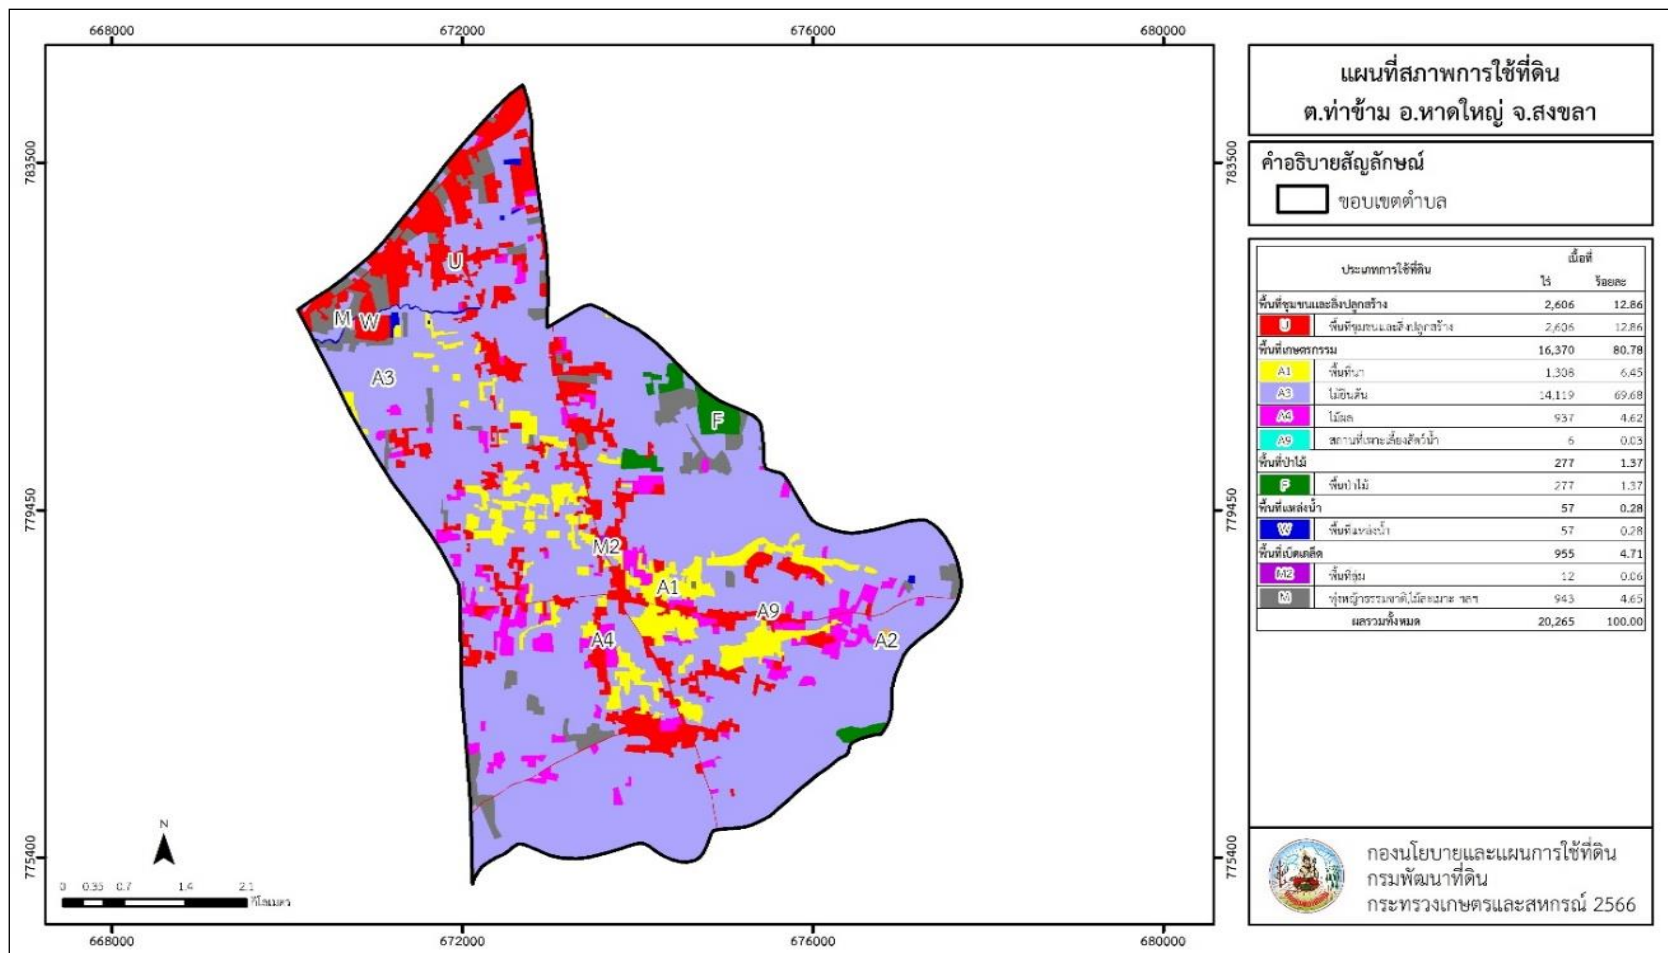 668000 672000 676000 680000
783500 783500
779450 779450
775400 775400
668000 672000 676000 680000
U
M W
A3
F
M2
A1
A9
A4
A2
N
0 0.35 0.7 1.4 2.1
กิโลเมตร
แผนที่สภาพการใช้ที่ดิน
ต.ท่าข้าม อ.หาดใหญ่ จ.สงขลา
คำอธิบายสัญลักษณ์
ขอบเขตตำบล
ประเภทการใช้ที่ดิน เนื้อที่
ไร่ ร้อยละ
พื้นที่ชุมชนและสิ่งปลูกสร้าง 2,606 12.86
U พื้นที่ชุมชนและสิ่งปลูกสร้าง 2,606 12.86
พื้นที่เกษตรกรรม 16,370 80.78
A1 พื้นที่นา 1,308 6.45
A3 ไม้ยืนต้น 14,119 69.68
A4 ไม้ผล 937 4.62
A9 สถานที่เพาะเลี้ยงสัตว์น้ำ 6 0.03
พื้นที่ป่าไม้ 277 1.37
F พื้นป่าไม้ 277 1.37
พื้นที่แหล่งน้ำ 57 0.28
W พื้นที่แหล่งน้ำ 57 0.28
พื้นที่เบ็ดเตล็ด 955 4.71
M2 พื้นที่ลุ่ม 12 0.06
M ทุ่งหญ้าธรรมชาติ,ไม้ละเมาะ ฯลฯ 943 4.65
ผลรวมทั้งหมด 20,265 100.00
กองนโยบายและแผนการใช้ที่ดิน
กรมพัฒนาที่ดิน
กระทรวงเกษตรและสหกรณ์ 2566